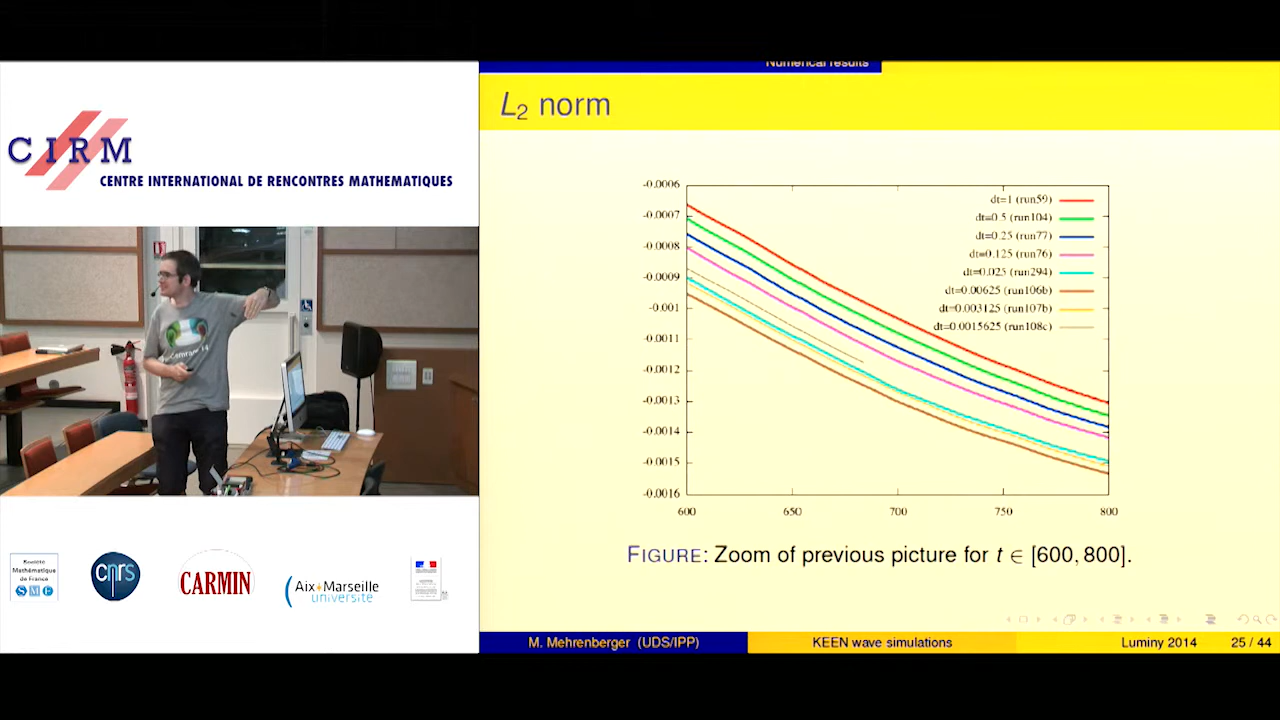 CIRM
CENTRE INTERNATIONAL DE RENCONTRES MATHEMATIQUES
Société
Mathématique
de France
S M F
cnrs
CARMIN
Aix*Marseille
université
Numerical results
L2 norm
-0.0006
-0.0007
-0.0008
-0.0009
-0.001
-0.0011
-0.0012
-0.0013
-0.0014
-0.0015
-0.0016
600
650
700
750
800
dt=1 (run59)
dt=0.5 (run104)
dt=0.25 (run77)
dt=0.125 (run76)
dt=0.025 (run294)
dt=0.00625 (run106b)
dt=0.003125 (run107b)
dt=0.0015625 (run108c)
FIGURE: Zoom of previous picture for t ∈ [600, 800].
M. Mehrenberger (UDS/IPP)
KEEN wave simulations
Luminy 2014
25 / 44